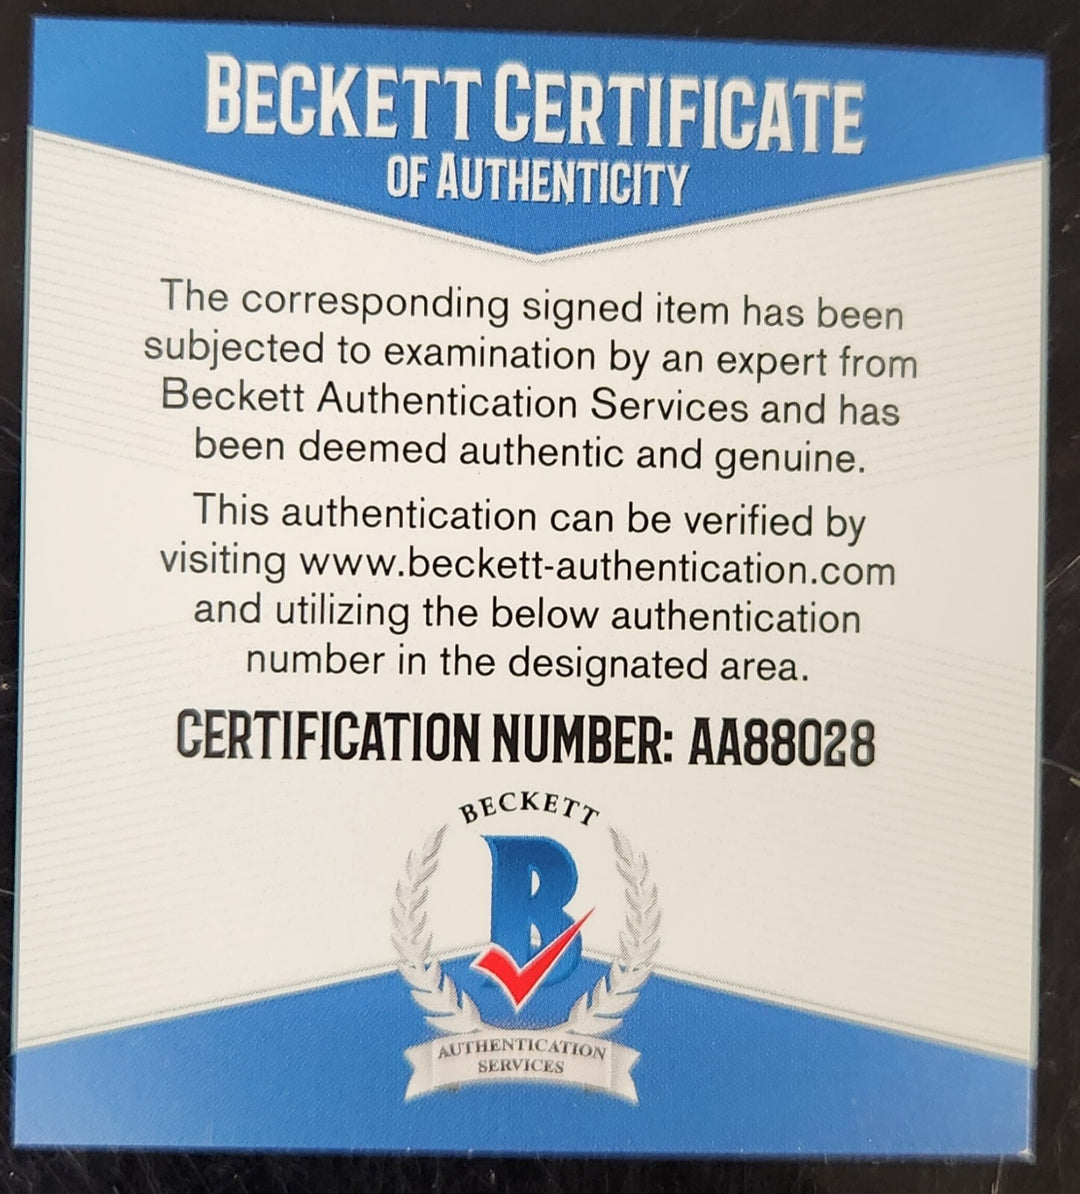 BECKETT CERTIFICATE
OF AUTHENTICITY
The corresponding signed item has been
subjected to examination by an expert from
Beckett Authentication Services and has
been deemed authentic and genuine.
This authentication can be verified by
visiting www.beckett-authentication.com
and utilizing the below authentication
number in the designated area.
CERTIFICATION NUMBER: AA88028
BECKETT
B
AUTHENTICATION
SERVICES